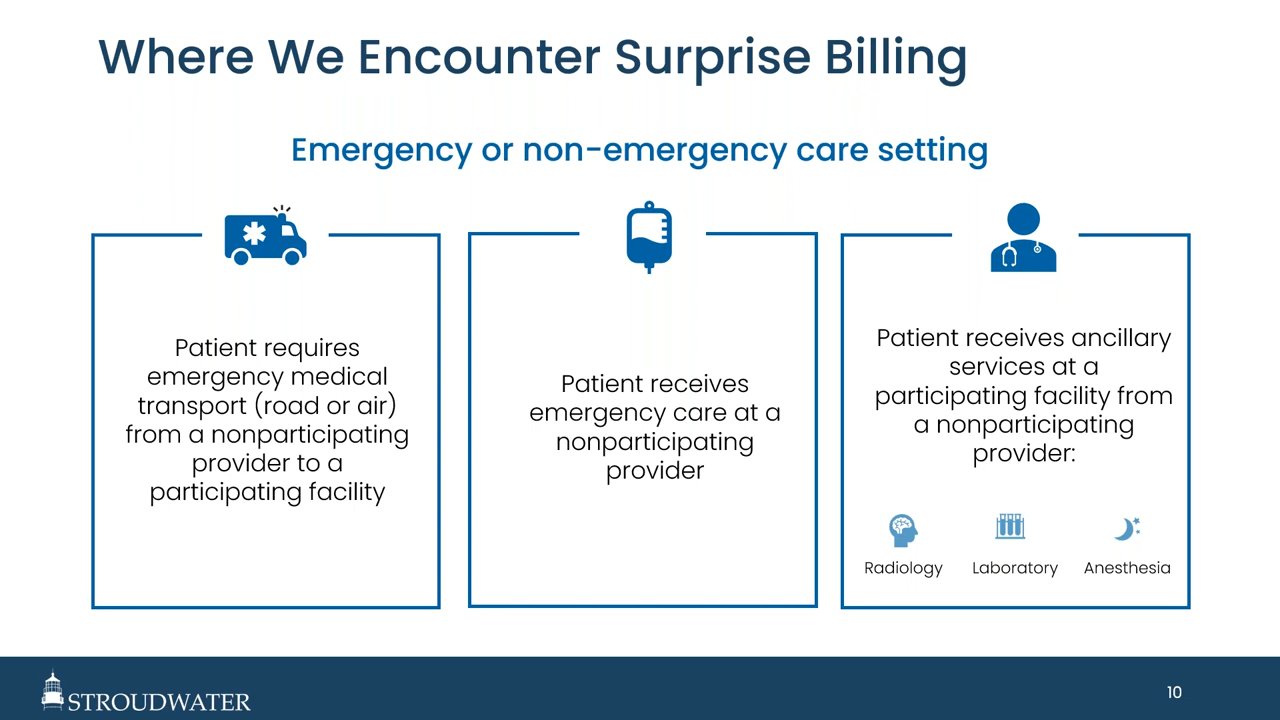 Where We Encounter Surprise Billing
Emergency or non-emergency care setting
Patient requires
emergency medical
transport (road or air)
from a nonparticipating
provider to a
participating facility
Patient receives
emergency care at a
nonparticipating
provider
Patient receives ancillary
services at a
participating facility from
a nonparticipating
provider:
Radiology
Laboratory
Anesthesia
STROUDWATER
10